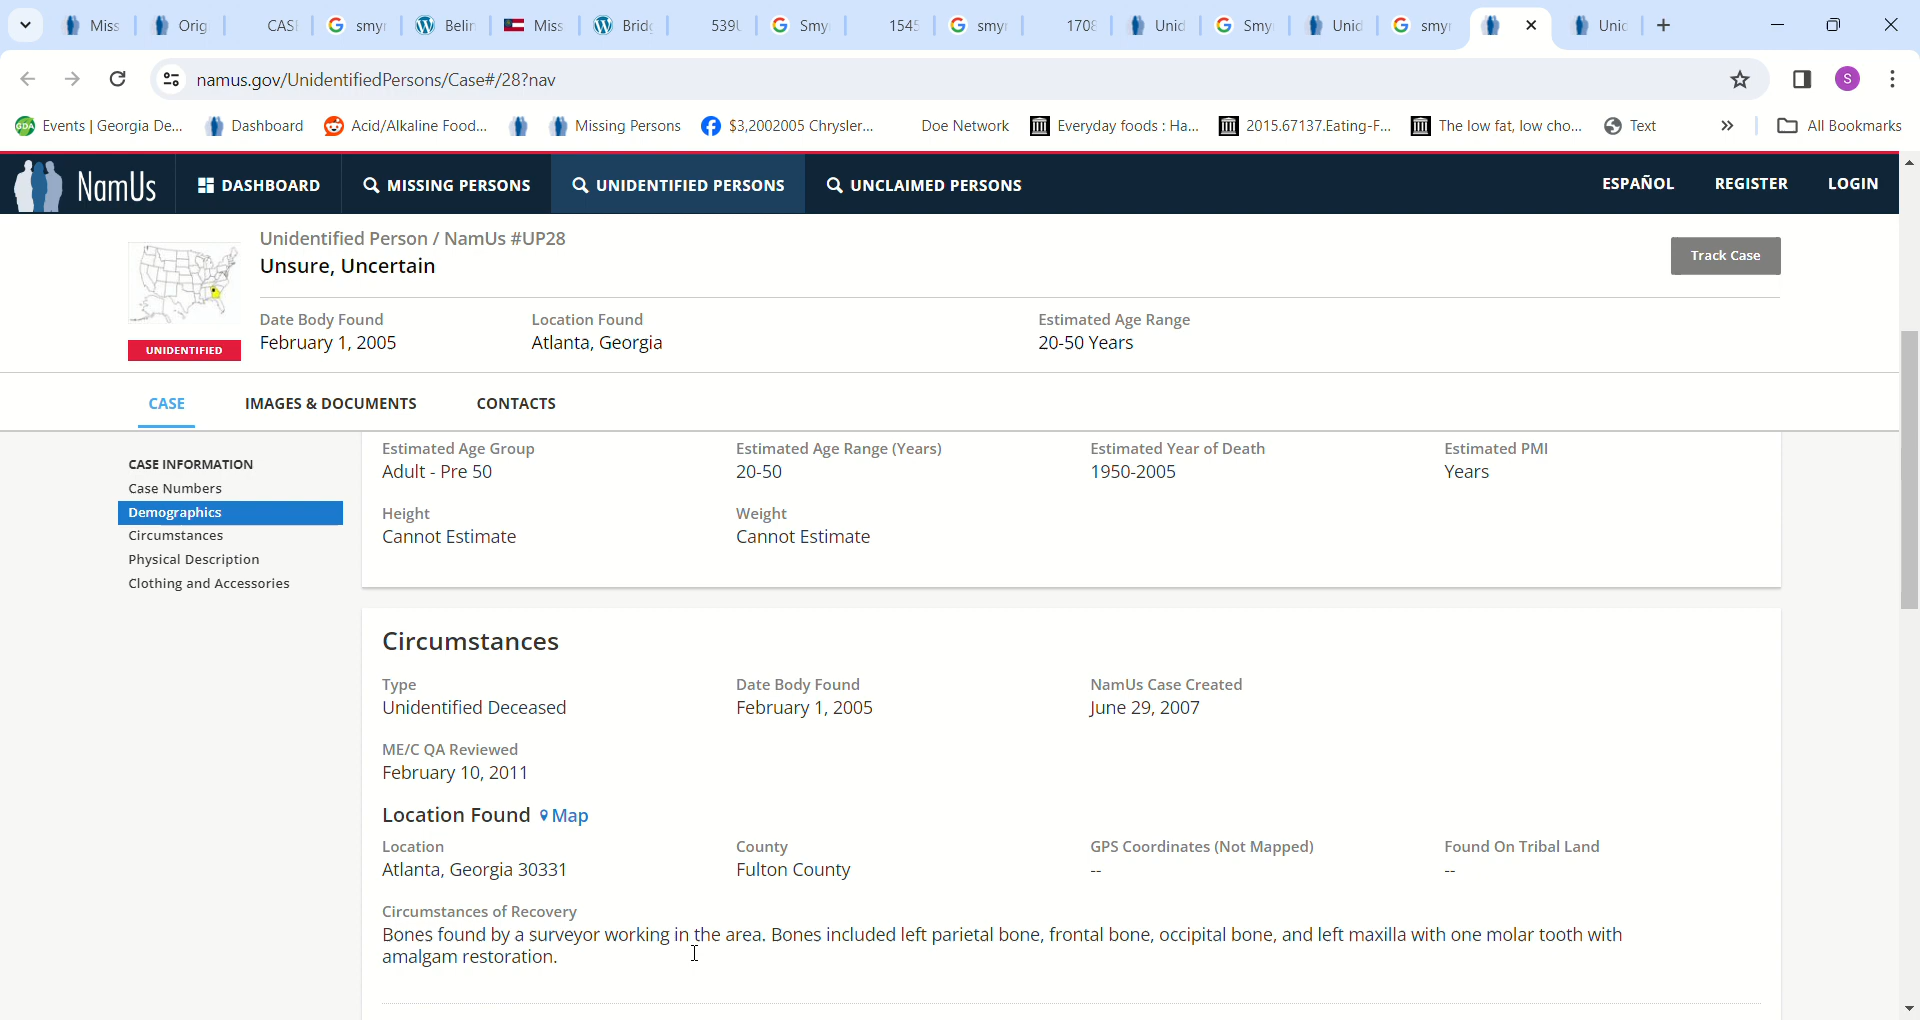 Miss
Orig
CASI
smyr
Belin
Miss
Bridg
539U
Smy
1545
smyr
1708
Unid
Smy
Unid
smyr
Unic
namus.gov/UnidentifiedPersons/Case#/28?nav
S
GDA
Events | Georgia De...
Dashboard
Acid/Alkaline Food...
Missing Persons
$3,2002005 Chrysler...
Doe Network
Everyday foods : Ha...
2015.67137.Eating-F...
The low fat, low cho...
Text
All Bookmarks
NamUs
DASHBOARD
MISSING PERSONS
UNIDENTIFIED PERSONS
UNCLAIMED PERSONS
ESPAÑOL
REGISTER
LOGIN
Unidentified Person / NamUs #UP28
Unsure, Uncertain
Track Case
UNIDENTIFIED
Date Body Found
February 1, 2005
Location Found
Atlanta, Georgia
Estimated Age Range
20-50 Years
CASE
IMAGES & DOCUMENTS
CONTACTS
CASE INFORMATION
Case Numbers
Demographics
Circumstances
Physical Description
Clothing and Accessories
Estimated Age Group
Adult - Pre 50
Estimated Age Range (Years)
20-50
Estimated Year of Death
1950-2005
Estimated PMI
Years
Height
Cannot Estimate
Weight
Cannot Estimate
Circumstances
Type
Unidentified Deceased
Date Body Found
February 1, 2005
NamUs Case Created
June 29, 2007
ME/C QA Reviewed
February 10, 2011
Location Found Map
Location
Atlanta, Georgia 30331
County
Fulton County
GPS Coordinates (Not Mapped)
--
Found On Tribal Land
--
Circumstances of Recovery
Bones found by a surveyor working in the area. Bones included left parietal bone, frontal bone, occipital bone, and left maxilla with one molar tooth with
amalgam restoration.